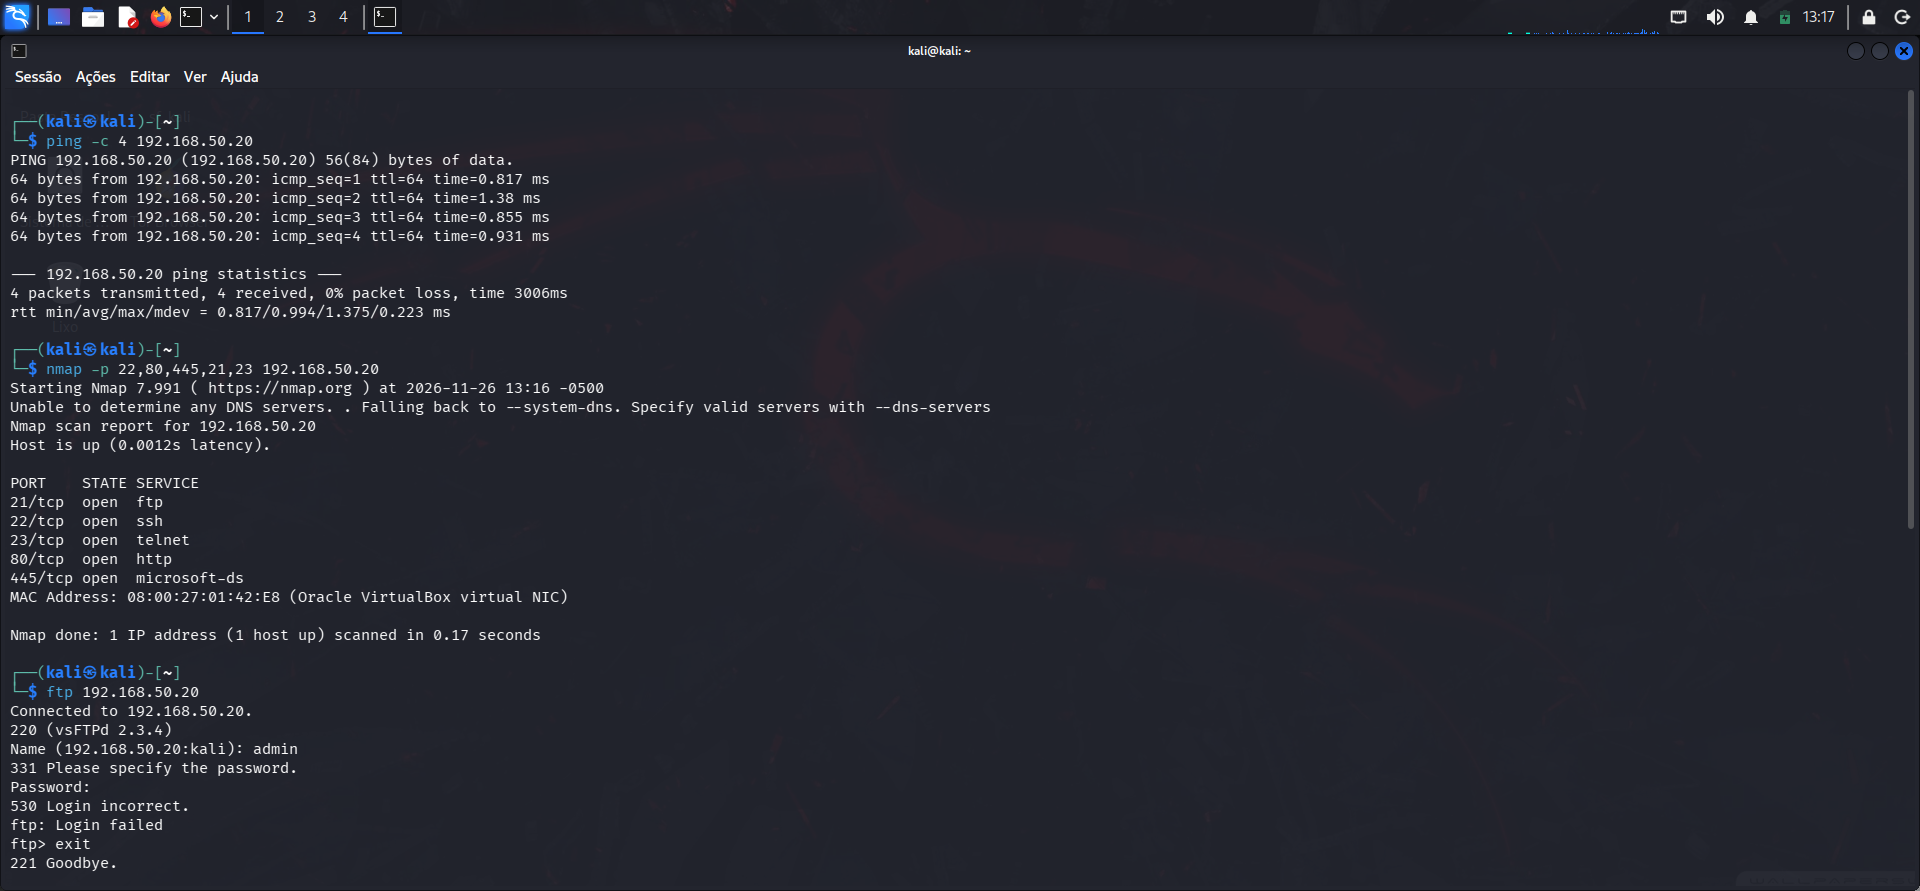 1 2 3 4 13:17
kali@kali: ~
Sessão Ações Editar Ver Ajuda
┌──(kali㉿kali)-[~]
└─$ ping -c 4 192.168.50.20
PING 192.168.50.20 (192.168.50.20) 56(84) bytes of data.
64 bytes from 192.168.50.20: icmp_seq=1 ttl=64 time=0.817 ms
64 bytes from 192.168.50.20: icmp_seq=2 ttl=64 time=1.38 ms
64 bytes from 192.168.50.20: icmp_seq=3 ttl=64 time=0.855 ms
64 bytes from 192.168.50.20: icmp_seq=4 ttl=64 time=0.931 ms
--- 192.168.50.20 ping statistics ---
4 packets transmitted, 4 received, 0% packet loss, time 3006ms
rtt min/avg/max/mdev = 0.817/0.994/1.375/0.223 ms
Lixo
┌──(kali㉿kali)-[~]
└─$ nmap -p 22,80,445,21,23 192.168.50.20
Starting Nmap 7.991 ( https://nmap.org ) at 2026-11-26 13:16 -0500
Unable to determine any DNS servers. . Falling back to --system-dns. Specify valid servers with --dns-servers
Nmap scan report for 192.168.50.20
Host is up (0.0012s latency).
PORT STATE SERVICE
21/tcp open ftp
22/tcp open ssh
23/tcp open telnet
80/tcp open http
445/tcp open microsoft-ds
MAC Address: 08:00:27:01:42:E8 (Oracle VirtualBox virtual NIC)
Nmap done: 1 IP address (1 host up) scanned in 0.17 seconds
┌──(kali㉿kali)-[~]
└─$ ftp 192.168.50.20
Connected to 192.168.50.20.
220 (vsFTPd 2.3.4)
Name (192.168.50.20:kali): admin
331 Please specify the password.
Password:
530 Login incorrect.
ftp: Login failed
ftp> exit
221 Goodbye.